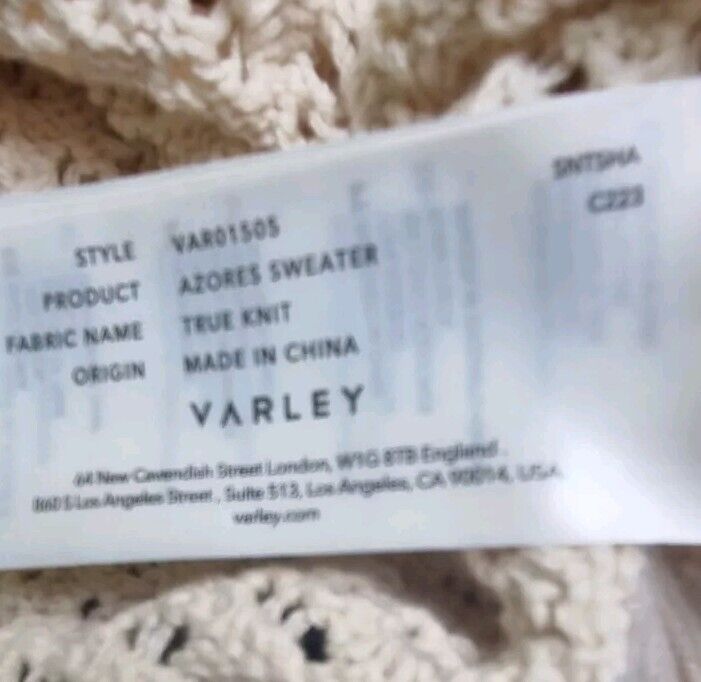 SNTSHA
C223
STYLE VAR01505
PRODUCT AZORES SWEATER
FABRIC NAME TRUE KNIT
ORIGIN MADE IN CHINA
VARLEY
64 New Cavendish Street London, W1G 8TB England
860 S Los Angeles Street, Suite 513, Los Angeles, CA 90014, USA
varley.com